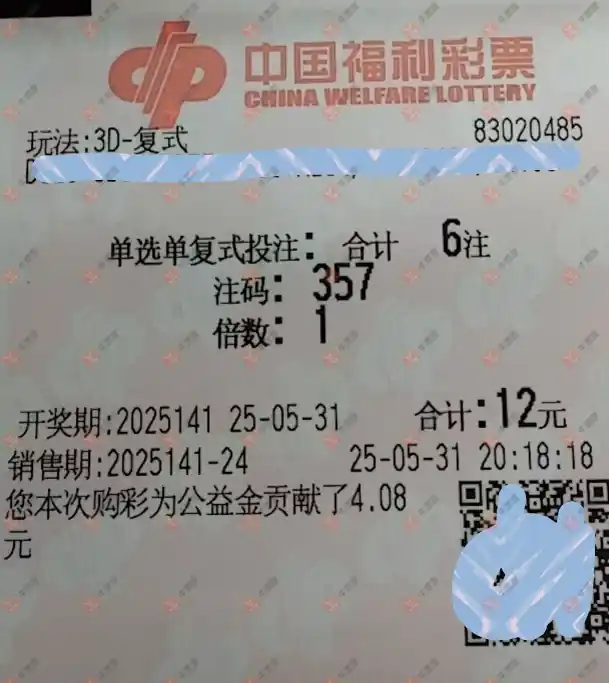 中国福利彩票
CHINA WELFARE LOTTERY
玩法:3D-复式 83020485
单选单复式投注: 合计 6注
注码: 357
倍数: 1
开奖期:2025141 25-05-31 合计:12元
销售期:2025141-24 25-05-31 20:18:18
您本次购彩为公益金贡献了4.08
元